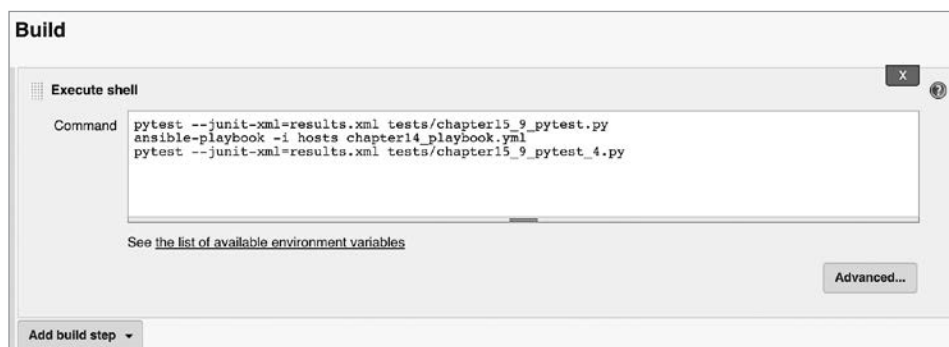 Build
X
Execute shell
Command
pytest --junit-xml=results.xml tests/chapter15_9_pytest.py
ansible-playbook -i hosts chapter14_playbook.yml
pytest --junit-xml=results.xml tests/chapter15_9_pytest_4.py
See the list of available environment variables
Advanced...
Add build step